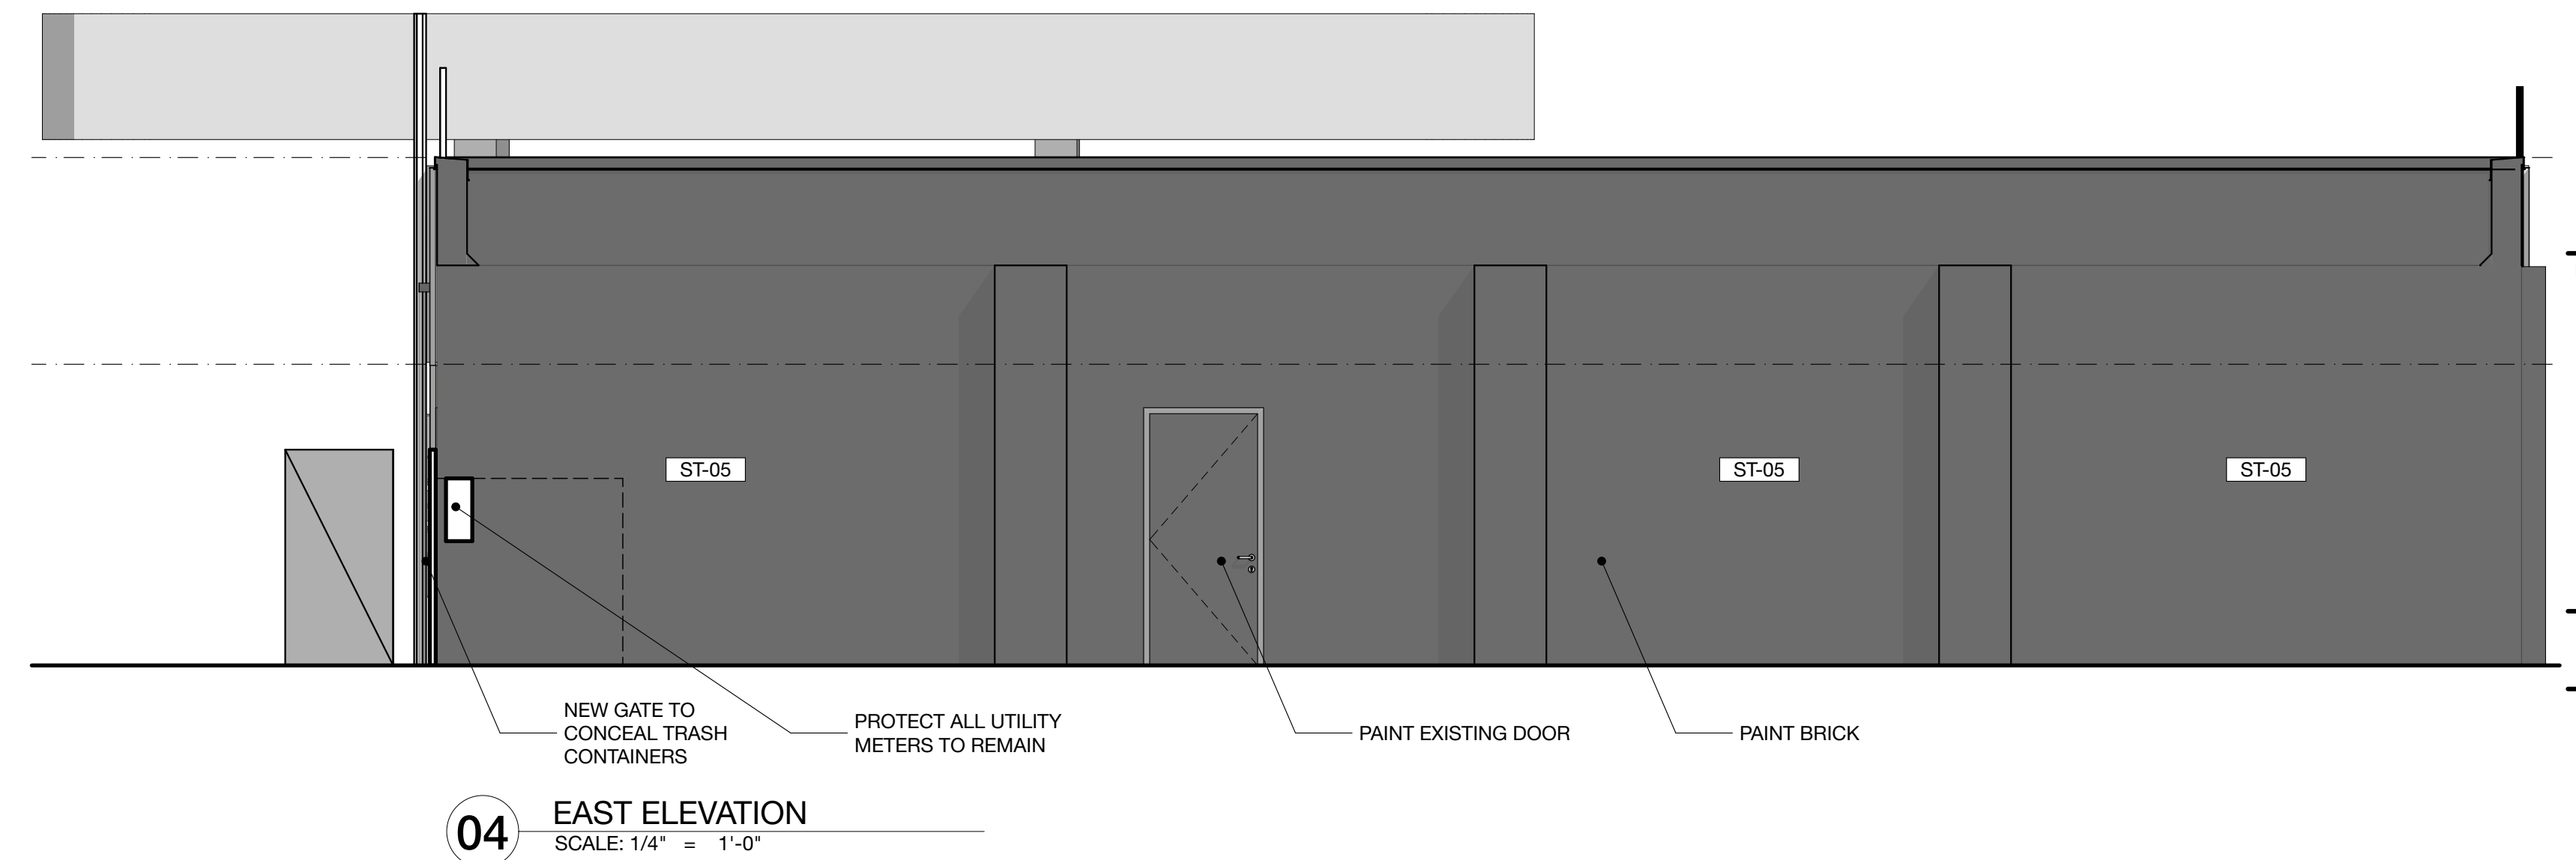 ST-05
ST-05
ST-05
NEW GATE TO
CONCEAL TRASH
CONTAINERS
PROTECT ALL UTILITY
METERS TO REMAIN
PAINT EXISTING DOOR
PAINT BRICK
04
EAST ELEVATION
SCALE: 1/4" = 1'-0"